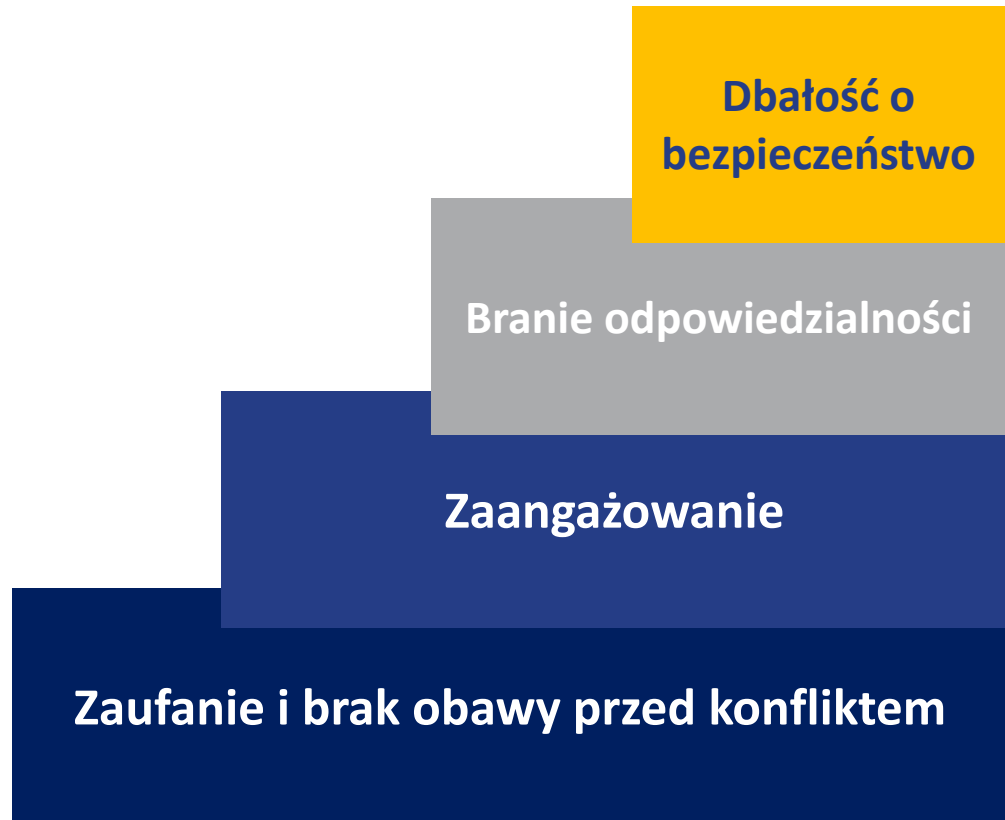 Dbałość o
bezpieczeństwo
Branie odpowiedzialności
Zaangażowanie
Zaufanie i brak obawy przed konfliktem